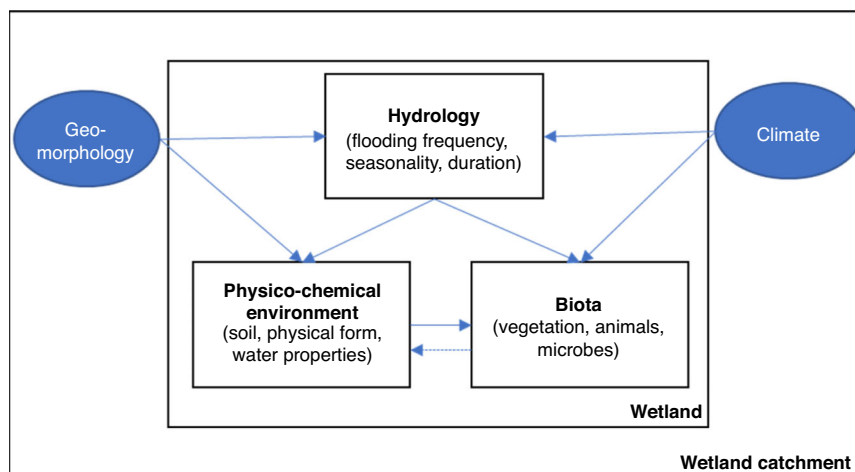 Geo-
morphology
Hydrology
(flooding frequency,
seasonality, duration)
Climate
Physico-chemical
environment
(soil, physical form,
water properties)
Biota
(vegetation, animals,
microbes)
Wetland
Wetland catchment